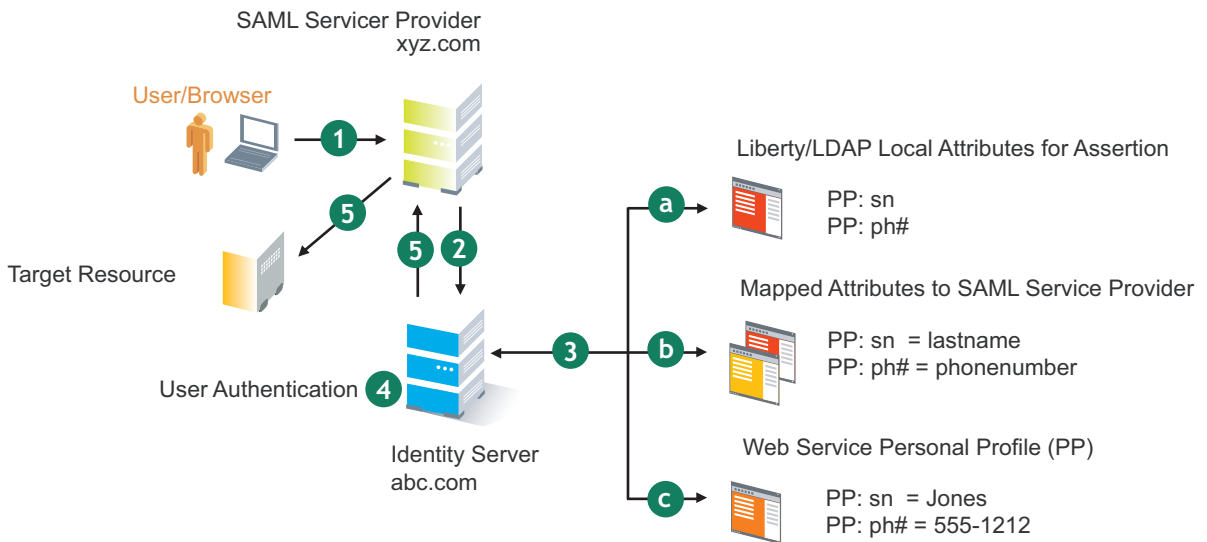 SAML Servicer Provider
xyz.com
User/Browser
1
5
5
2
Target Resource
User Authentication
4
Identity Server
abc.com
3
a
Liberty/LDAP Local Attributes for Assertion
PP: sn
PP: ph#
b
Mapped Attributes to SAML Service Provider
PP: sn = lastname
PP: ph# = phonenumber
c
Web Service Personal Profile (PP)
PP: sn = Jones
PP: ph# = 555-1212